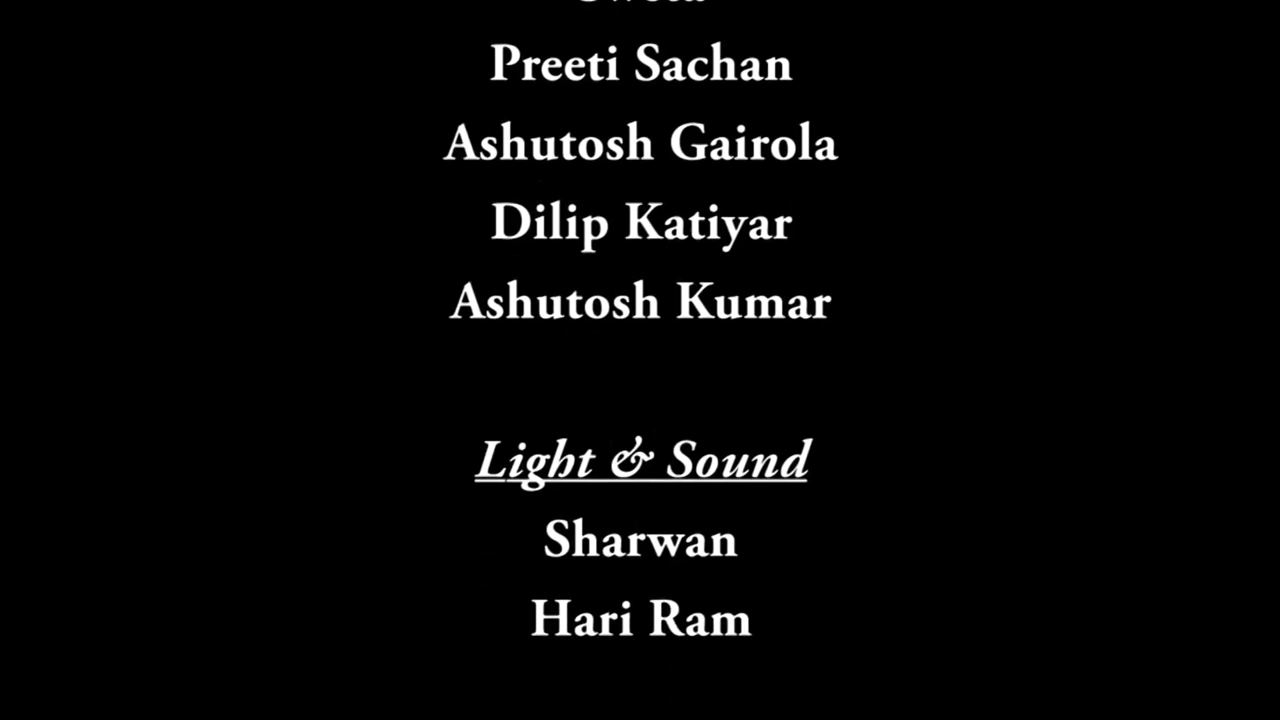 Preeti Sachan
Ashutosh Gairola
Dilip Katiyar
Ashutosh Kumar
Light & Sound
Sharwan
Hari Ram